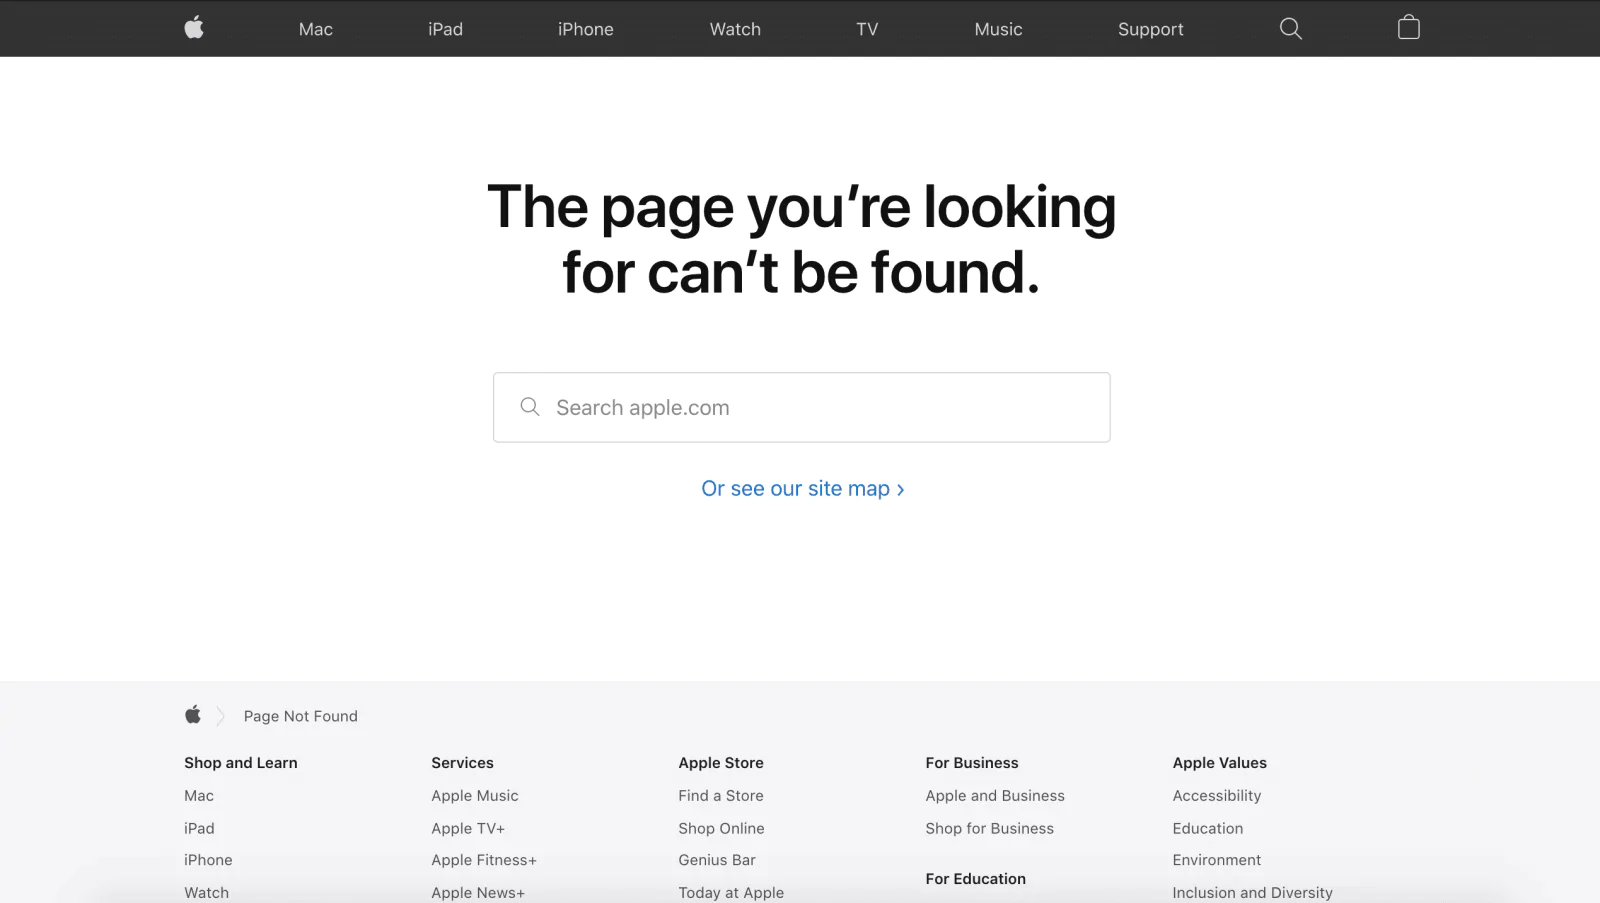 Mac iPad iPhone Watch TV Music Support
The page you’re looking
for can’t be found.
Search apple.com
Or see our site map ›
Page Not Found
Shop and Learn
Mac
iPad
iPhone
Watch
Services
Apple Music
Apple TV+
Apple Fitness+
Apple News+
Apple Store
Find a Store
Shop Online
Genius Bar
Today at Apple
For Business
Apple and Business
Shop for Business
For Education
Apple Values
Accessibility
Education
Environment
Inclusion and Diversity